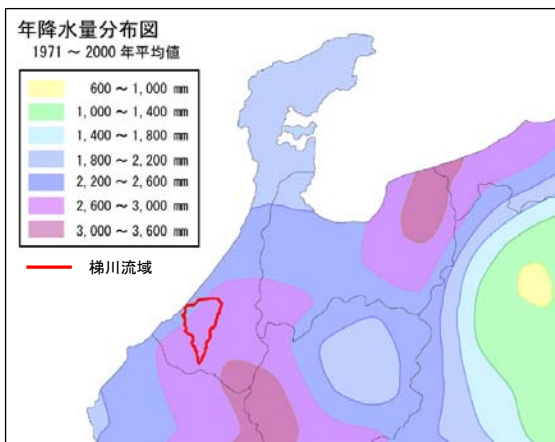 年降水量分布図
1971 ~ 2000 年平均値
600 ~ 1,000 mm
1,000 ~ 1,400 mm
1,400 ~ 1,800 mm
1,800 ~ 2,200 mm
2,200 ~ 2,600 mm
2,600 ~ 3,000 mm
3,000 ~ 3,600 mm
梯川流域